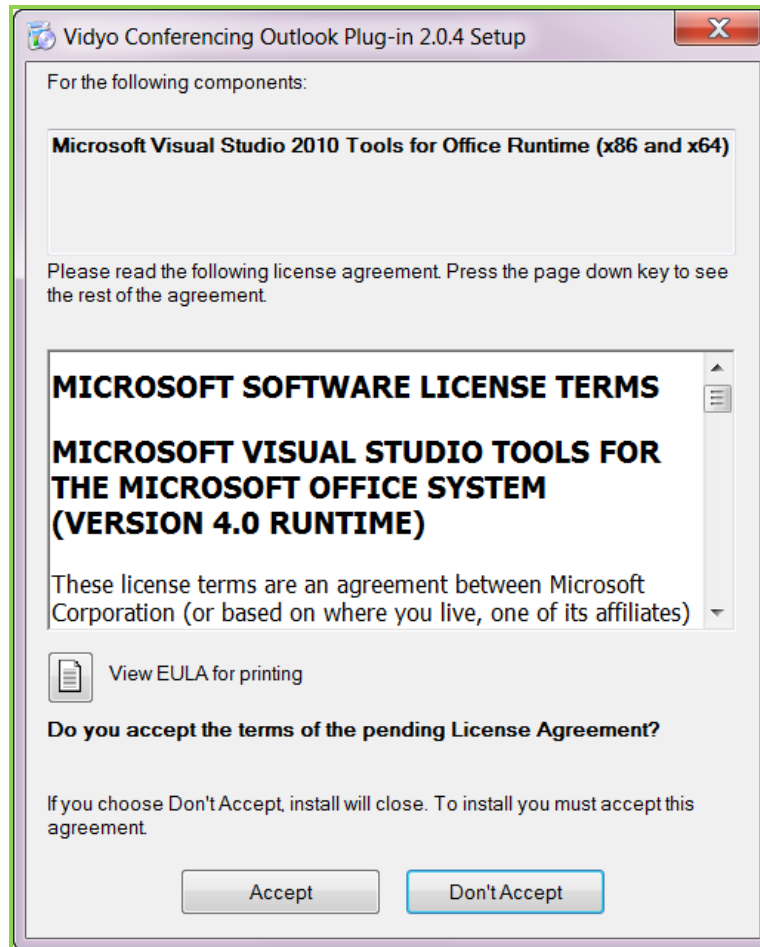 Vidyo Conferencing Outlook Plug-in 2.0.4 Setup
For the following components:
Microsoft Visual Studio 2010 Tools for Office Runtime (x86 and x64)
Please read the following license agreement. Press the page down key to see
the rest of the agreement.
MICROSOFT SOFTWARE LICENSE TERMS
MICROSOFT VISUAL STUDIO TOOLS FOR
THE MICROSOFT OFFICE SYSTEM
(VERSION 4.0 RUNTIME)
These license terms are an agreement between Microsoft
Corporation (or based on where you live, one of its affiliates)
View EULA for printing
Do you accept the terms of the pending License Agreement?
If you choose Don't Accept, install will close. To install you must accept this
agreement.
Accept
Don't Accept